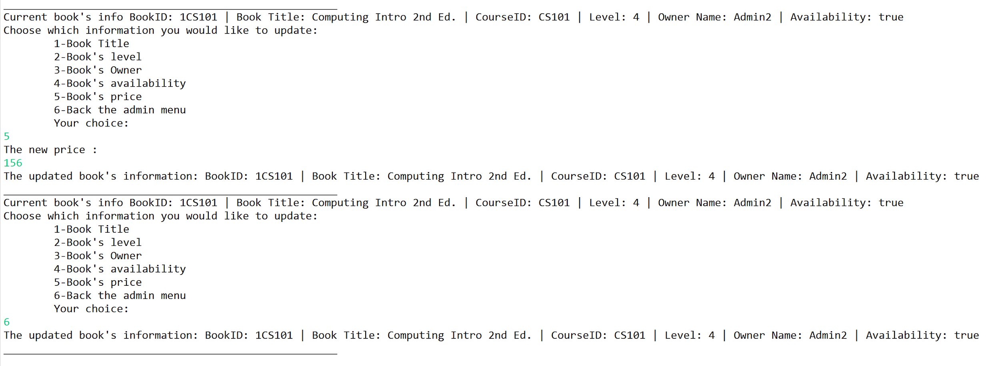 Current book's info BookID: 1CS101 | Book Title: Computing Intro 2nd Ed. | CourseID: CS101 | Level: 4 | Owner Name: Admin2 | Availability: true
Choose which information you would like to update:
1-Book Title
2-Book's level
3-Book's Owner
4-Book's availability
5-Book's price
6-Back the admin menu
Your choice:
5
The new price :
156
The updated book's information: BookID: 1CS101 | Book Title: Computing Intro 2nd Ed. | CourseID: CS101 | Level: 4 | Owner Name: Admin2 | Availability: true
Current book's info BookID: 1CS101 | Book Title: Computing Intro 2nd Ed. | CourseID: CS101 | Level: 4 | Owner Name: Admin2 | Availability: true
Choose which information you would like to update:
1-Book Title
2-Book's level
3-Book's Owner
4-Book's availability
5-Book's price
6-Back the admin menu
Your choice:
6
The updated book's information: BookID: 1CS101 | Book Title: Computing Intro 2nd Ed. | CourseID: CS101 | Level: 4 | Owner Name: Admin2 | Availability: true